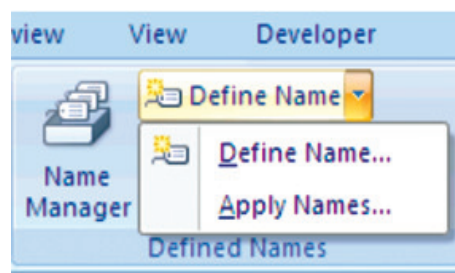 view View Developer
Define Name
Define Name...
Apply Names...
Name
Manager
Defined Names